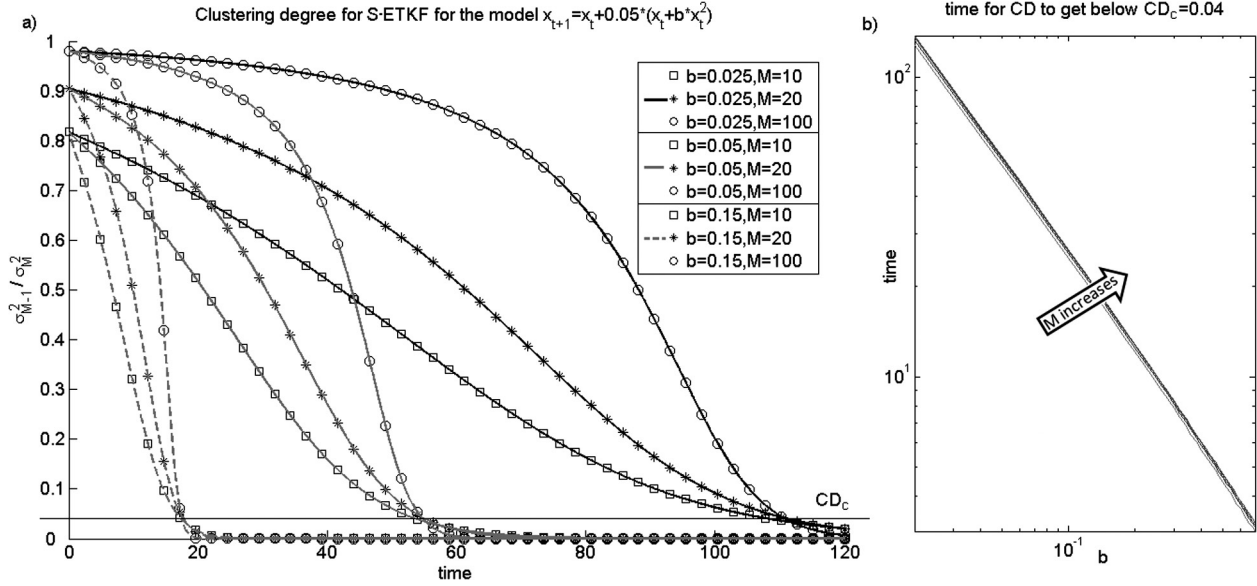 a)
Clustering degree for S-ETKF for the model x_{t+1}=x_t+0.05*(x_t+b*x_t^2)
1
0.9
0.8
0.7
0.6
0.5
0.4
0.3
0.2
0.1
0
σ²_{M-1} / σ²_M
b=0.025,M=10
b=0.025,M=20
b=0.025,M=100
b=0.05,M=10
b=0.05,M=20
b=0.05,M=100
b=0.15,M=10
b=0.15,M=20
b=0.15,M=100
CD_C
0 20 40 60 80 100 120
time
b)
time for CD to get below CD_C=0.04
10²
10¹
time
M increases
10⁻¹
b